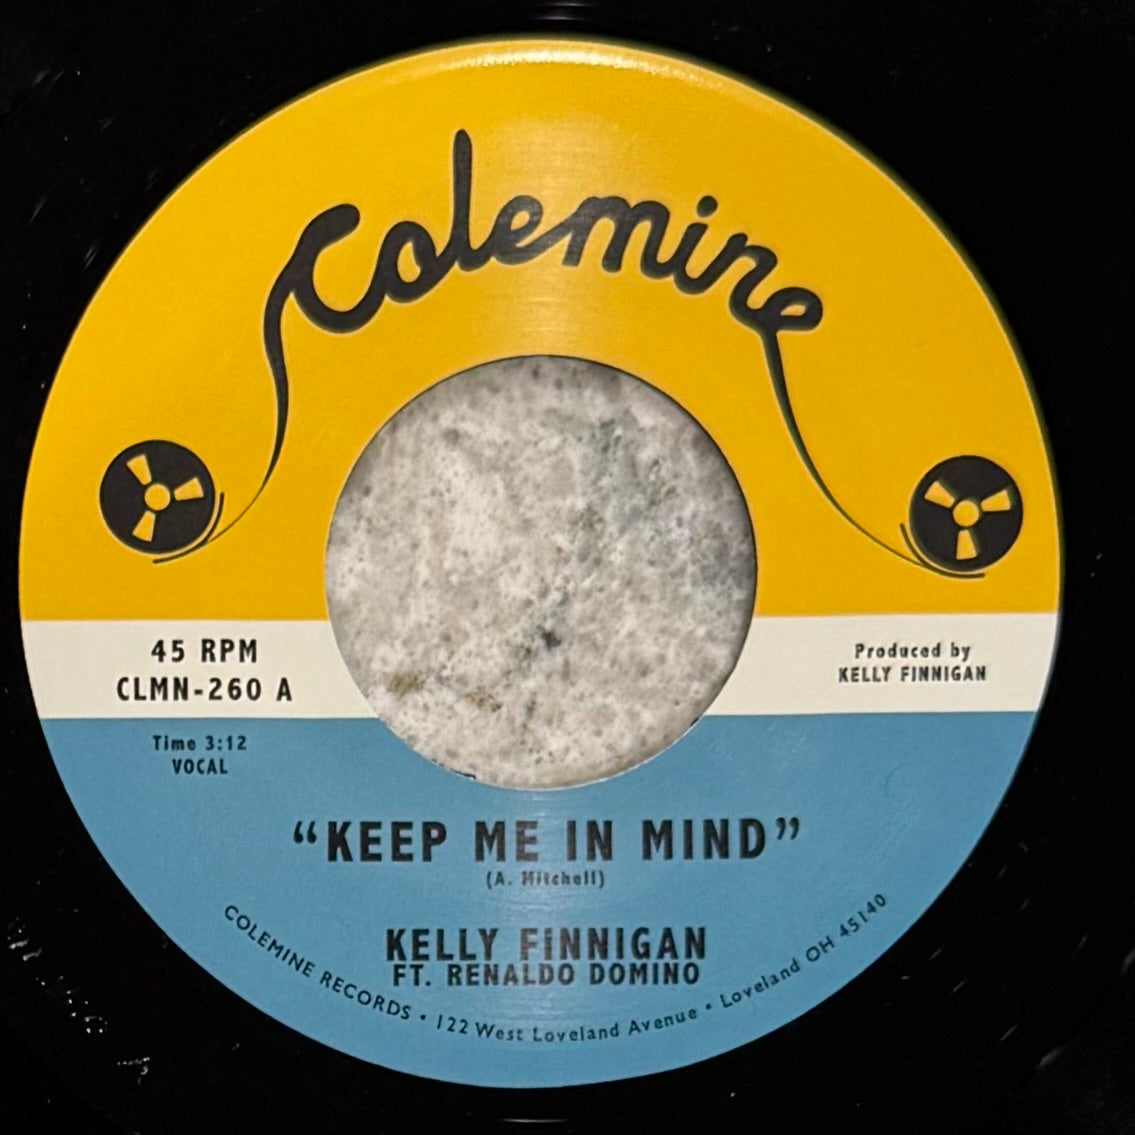 Colemine
45 RPM
CLMN-260 A
Produced by
KELLY FINNIGAN
Time 3:12
VOCAL
“KEEP ME IN MIND”
(A. Mitchell)
KELLY FINNIGAN
FT. RENALDO DOMINO
COLEMINE RECORDS • 122 West Loveland Avenue • Loveland OH 45140